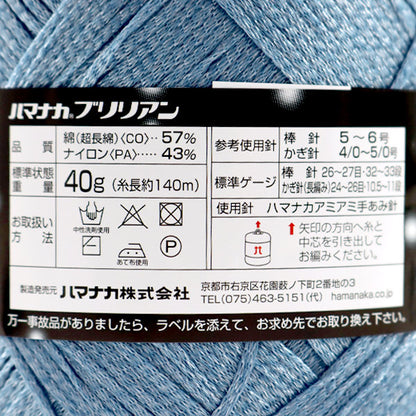 ハマナカ®ブリリアン
品質 綿(超長綿)〈CO〉›57%
ナイロン(PA)›43%
標準状態重量 40g(糸長約140m)
お取扱い方法 中性洗剤使用 あて布使用
参考使用針 棒針 5〜6号
かぎ針 4/0〜5/0号
標準ゲージ 棒針 26〜27目・32〜33段
かぎ針(長編み)24〜26目・10.5〜11段
使用針 ハマナカアミアミ手あみ針
矢印の方向へ糸と
中芯を引き出して
お編みください。
製造発売元 ハマナカ株式会社
京都市右京区花園薮ノ下町2番地の3
TEL(075)463-5151(代) hamanaka.co.jp
万一事故品がありましたら、ラベルを添えて、お求め先でお取り換え下さい。